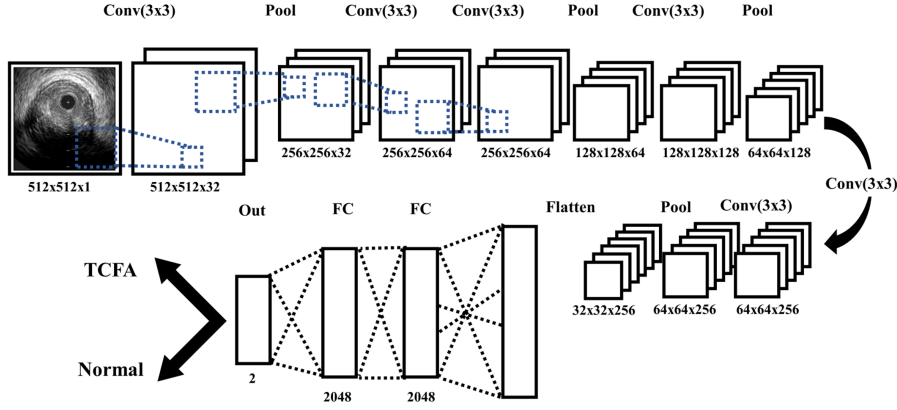 Conv(3x3) Pool Conv(3x3) Conv(3x3) Pool Conv(3x3) Pool
512x512x1 512x512x32 256x256x32 256x256x64 256x256x64 128x128x64 128x128x128 64x64x128
Conv(3x3)
Out FC FC Flatten Pool Conv(3x3)
TCFA
32x32x256 64x64x256 64x64x256
Normal
2
2048 2048